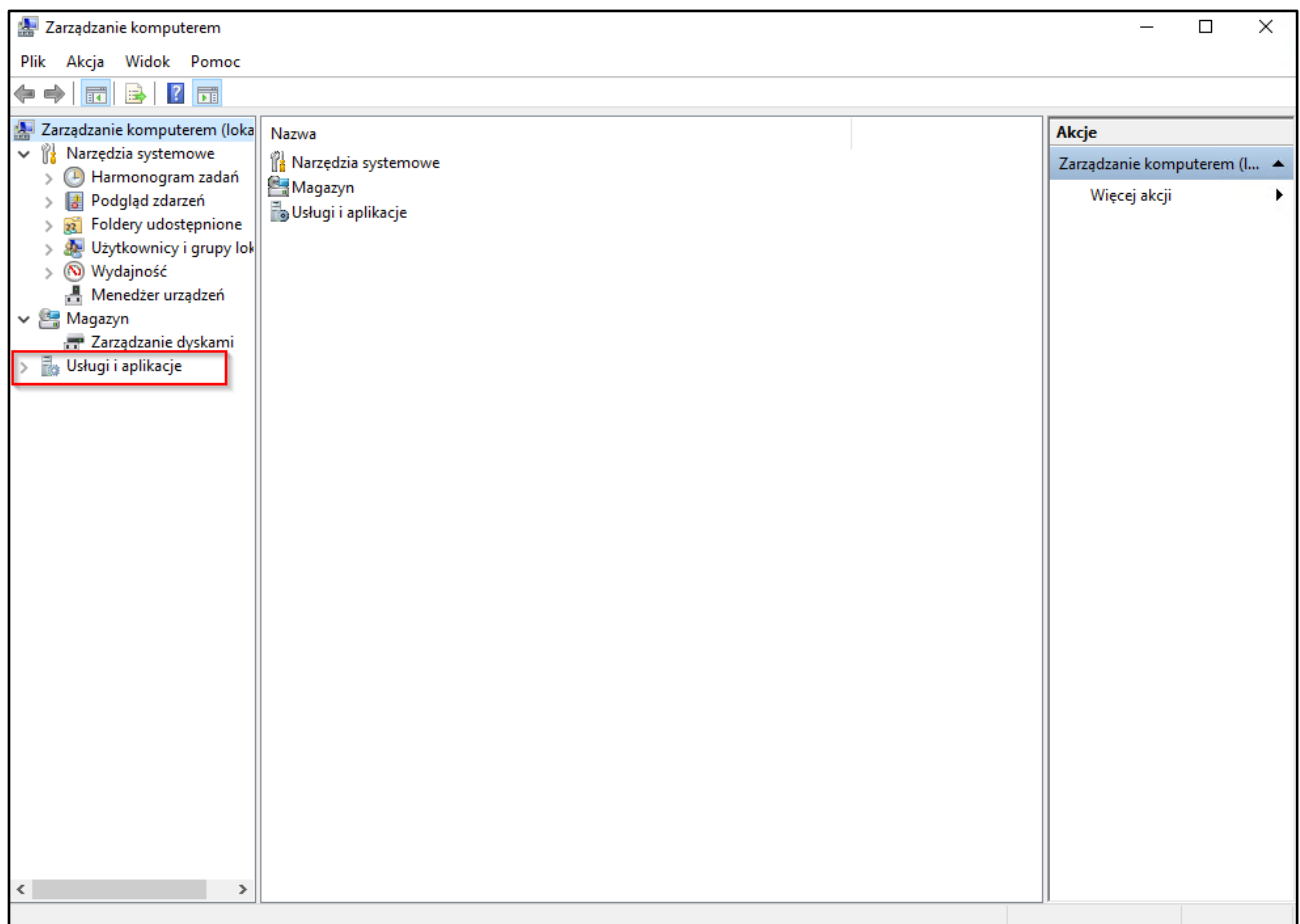 Zarządzanie komputerem
Plik Akcja Widok Pomoc
Zarządzanie komputerem (loka
Narzędzia systemowe
Harmonogram zadań
Podgląd zdarzeń
Foldery udostępnione
Użytkownicy i grupy lok
Wydajność
Menedżer urządzeń
Magazyn
Zarządzanie dyskami
Usługi i aplikacje
Nazwa
Narzędzia systemowe
Magazyn
Usługi i aplikacje
Akcje
Zarządzanie komputerem (l...
Więcej akcji